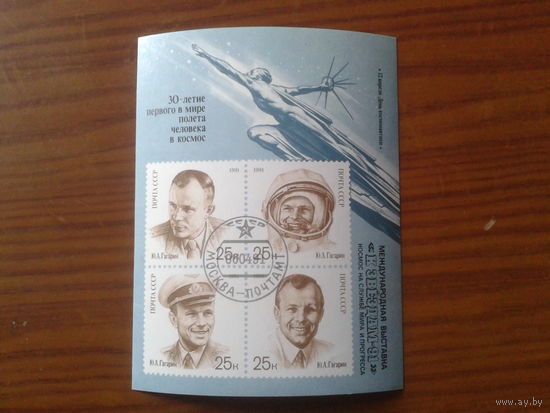 30-летие
первого в мире
полета
человека
в космос
« 12 апреля - День космонавтики »
ПОЧТА СССР
1991
Ю.А.Гагарин
25к
1991
ПОЧТА СССР
Ю.А.Гагарин
25к
ПОЧТА СССР
Ю.А.Гагарин
25к
ПОЧТА СССР
Ю.А.Гагарин
25к
060491
МОСКВА-ПОЧТАМТ
МЕЖДУНАРОДНАЯ ВЫСТАВКА
«К ЗВЁЗДАМ-91»
КОСМОС НА СЛУЖБЕ МИРА И ПРОГРЕССА
www.ay.by